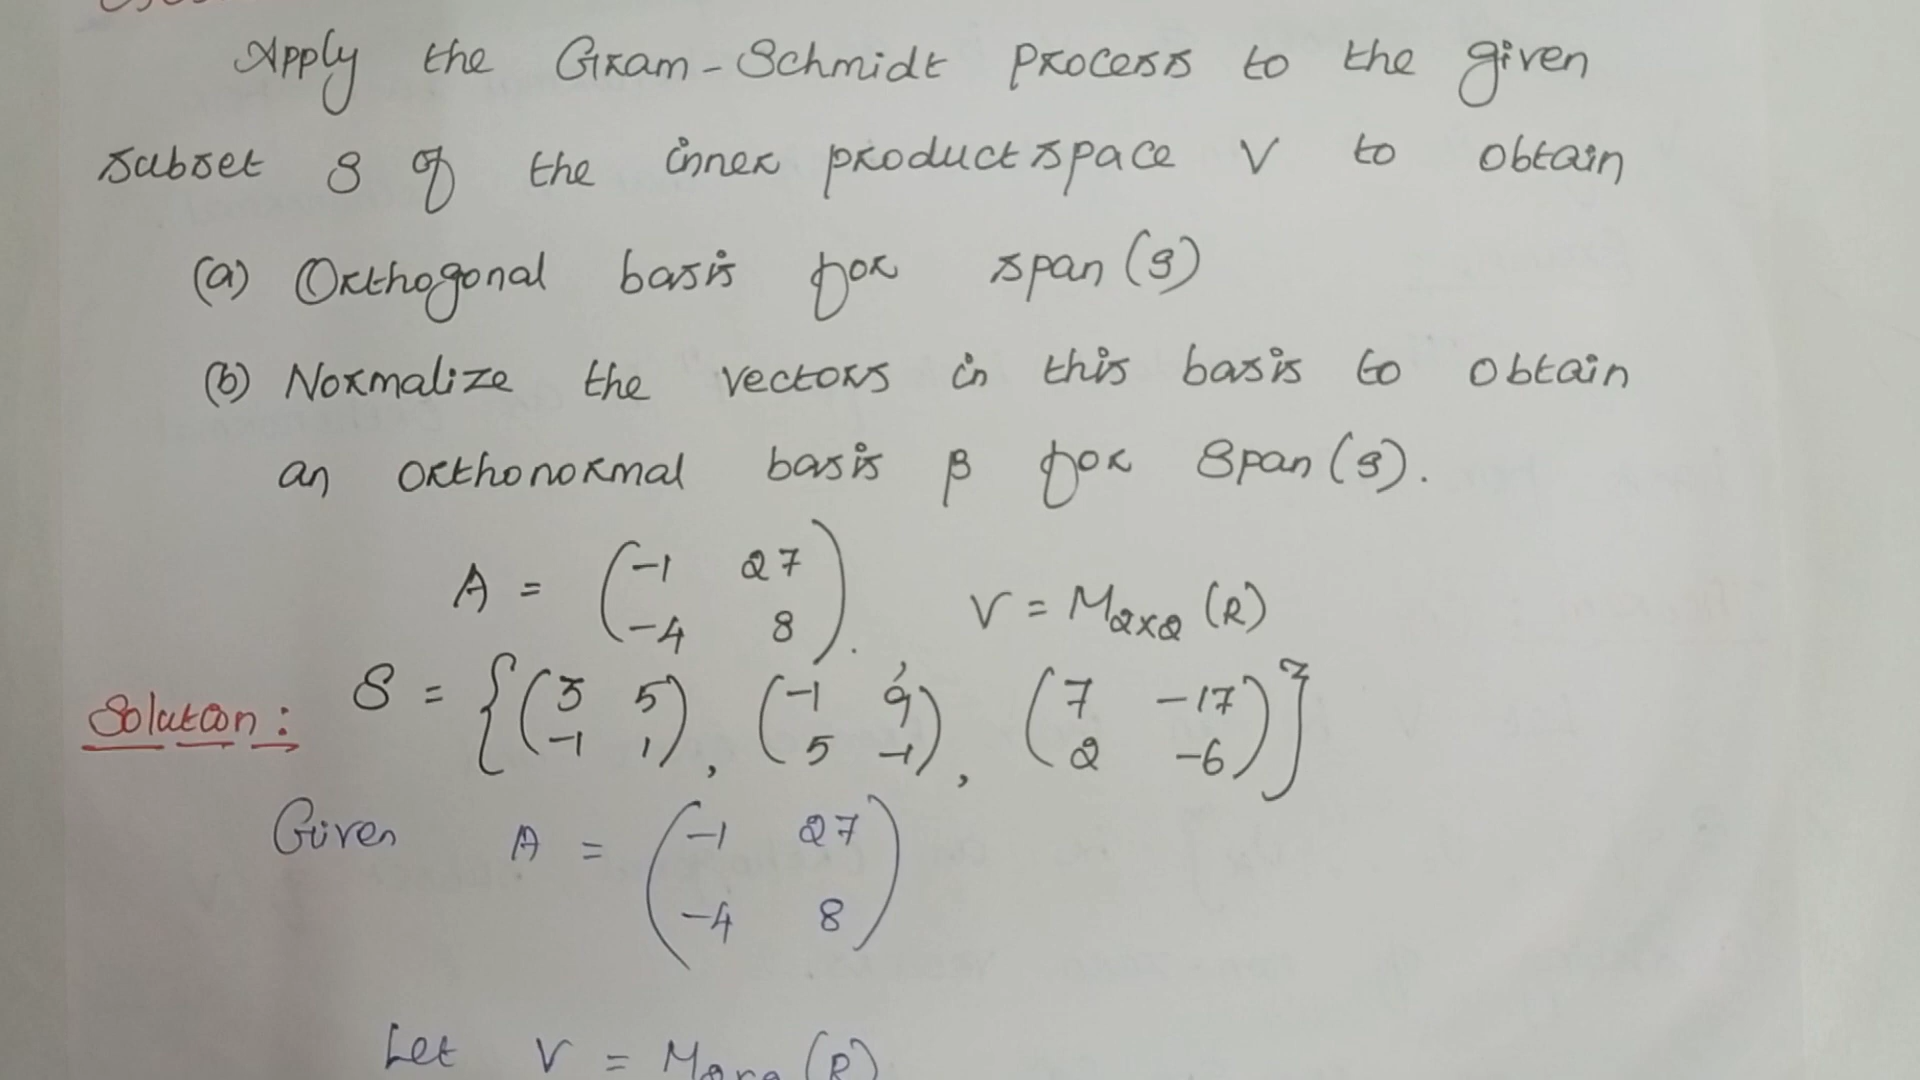 Apply the Gram-Schmidt process to the given
subset S of the inner product space V to obtain
(a) Orthogonal basis for span (S)
(b) Normalize the vectors in this basis to obtain
an orthonormal basis β for Span (S).
A = (-1 27
-4 8). V = M2x2 (R)
Solution: S = {(3 5
-1 1), (-1 9
5 -1), (7 -17
2 -6)}
Given A = (-1 27
-4 8)
Let V = M2x2 (R)